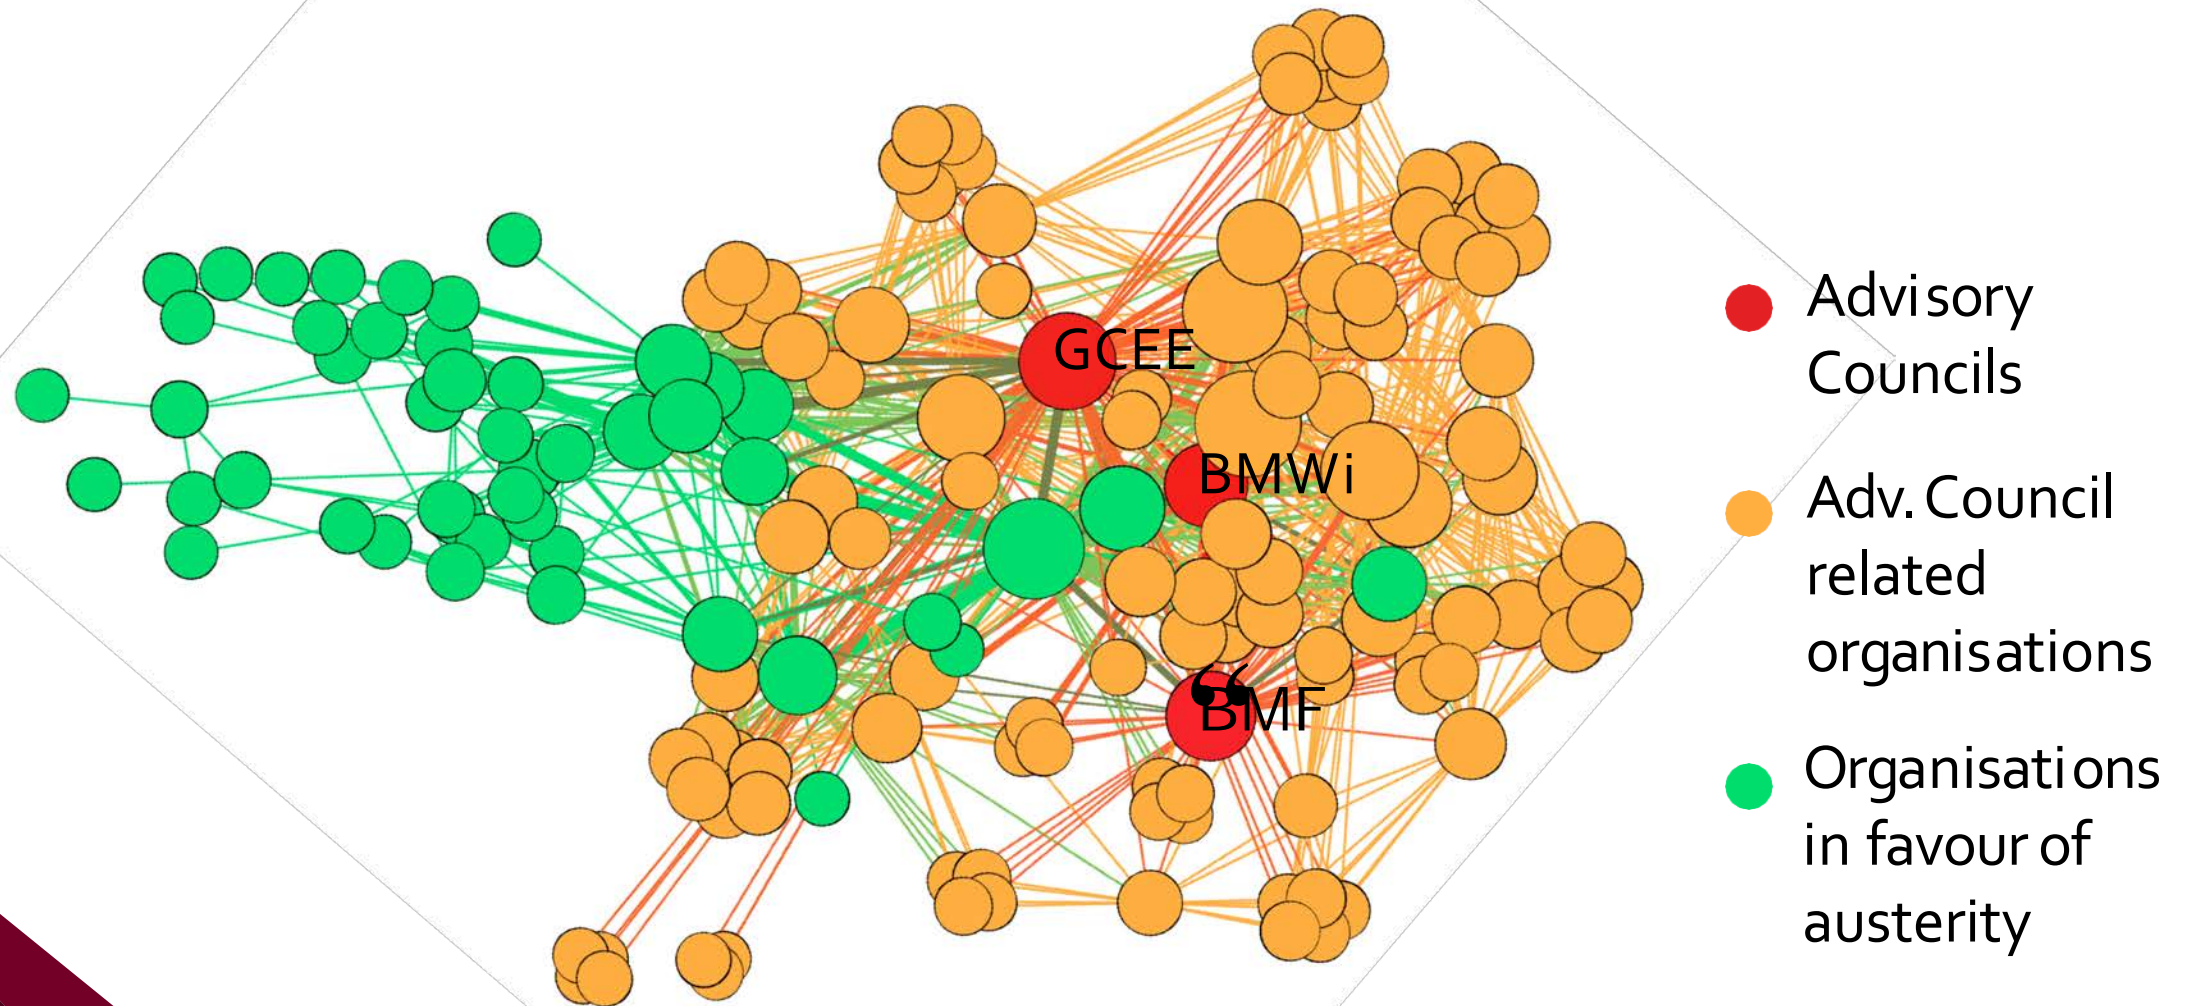 GCEE
BMWi
“
BMF
Advisory
Councils
Adv. Council
related
organisations
Organisations
in favour of
austerity